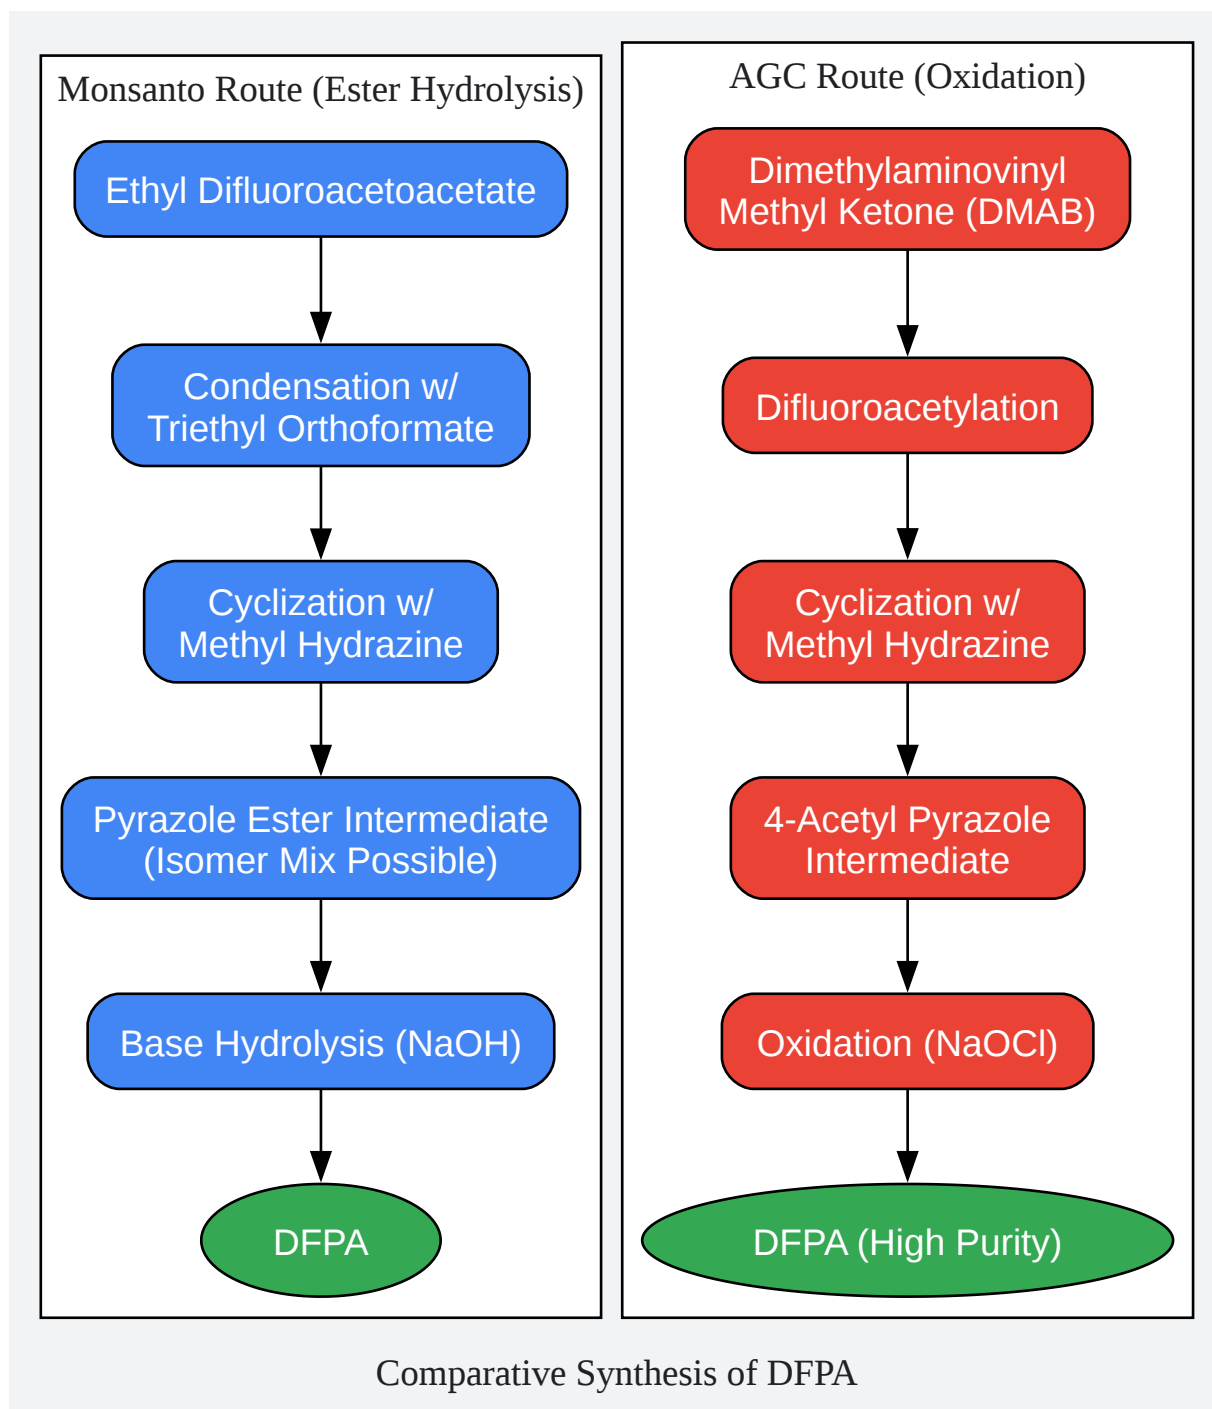 Monsanto Route (Ester Hydrolysis)
Ethyl Difluoroacetoacetate
Condensation w/
Triethyl Orthoformate
Cyclization w/
Methyl Hydrazine
Pyrazole Ester Intermediate
(Isomer Mix Possible)
Base Hydrolysis (NaOH)
DFPA
AGC Route (Oxidation)
Dimethylaminovinyl
Methyl Ketone (DMAB)
Difluoroacetylation
Cyclization w/
Methyl Hydrazine
4-Acetyl Pyrazole
Intermediate
Oxidation (NaOCl)
DFPA (High Purity)
Comparative Synthesis of DFPA